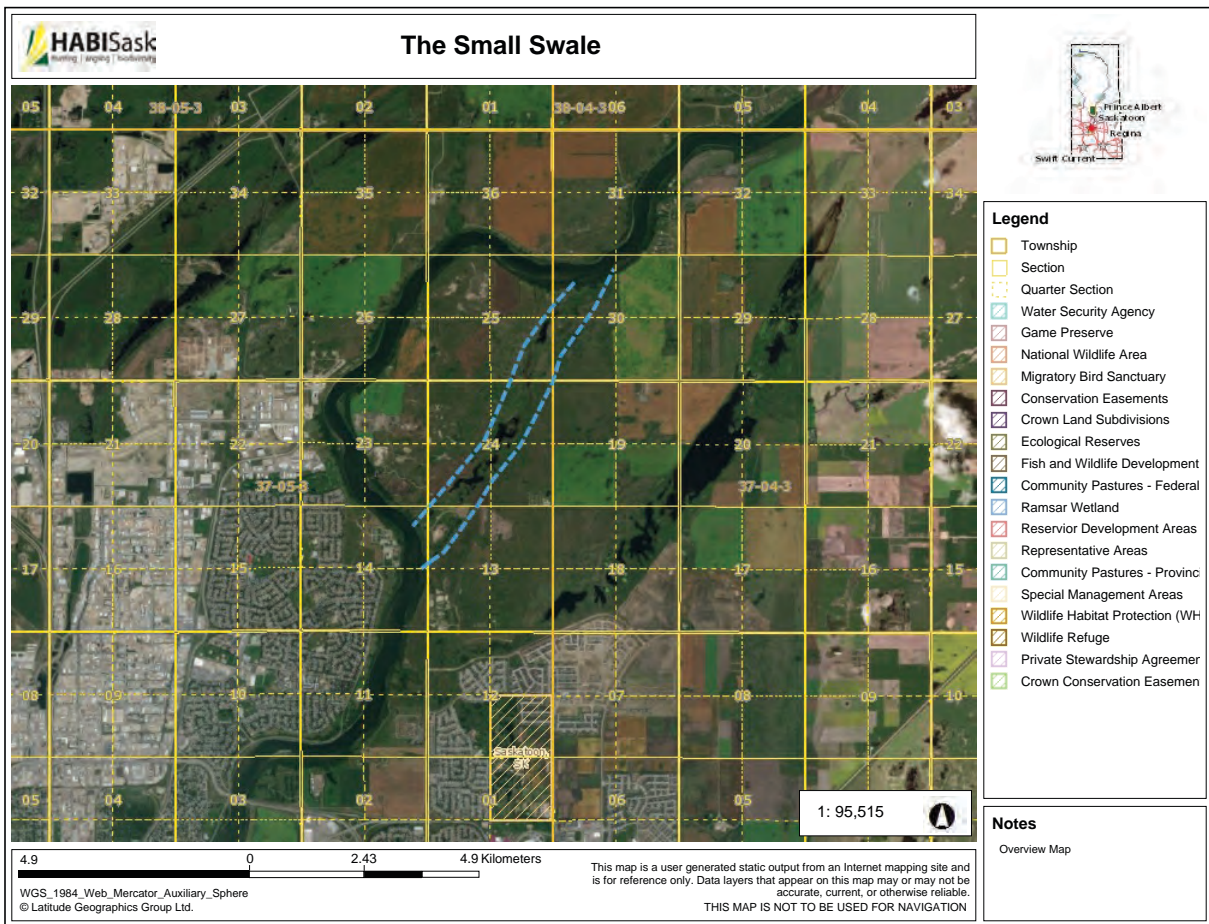 HABISask
hunting | angling | biodiversity
The Small Swale
Prince Albert
Saskatoon
Regina
Swift Current
05 04 38-05-3 03 02 01 38-04-3 06 05 04 03
32 33 34 35 36 31 32 33 34
29 28 27 26 25 30 29 28 27
20 21 22 23 24 19 20 21 22
37-05-3 37-04-3
17 16 15 14 13 18 17 16 15
08 09 10 11 12 07 08 09 10
Saskatoon,
SK
05 04 03 02 01 06 05
1: 95,515
Legend
Township
Section
Quarter Section
Water Security Agency
Game Preserve
National Wildlife Area
Migratory Bird Sanctuary
Conservation Easements
Crown Land Subdivisions
Ecological Reserves
Fish and Wildlife Development
Community Pastures - Federal
Ramsar Wetland
Reservior Development Areas
Representative Areas
Community Pastures - Provinci
Special Management Areas
Wildlife Habitat Protection (WH
Wildlife Refuge
Private Stewardship Agreemer
Crown Conservation Easemen
Notes
Overview Map
4.9 0 2.43 4.9 Kilometers
WGS_1984_Web_Mercator_Auxiliary_Sphere
© Latitude Geographics Group Ltd.
This map is a user generated static output from an Internet mapping site and
is for reference only. Data layers that appear on this map may or may not be
accurate, current, or otherwise reliable.
THIS MAP IS NOT TO BE USED FOR NAVIGATION